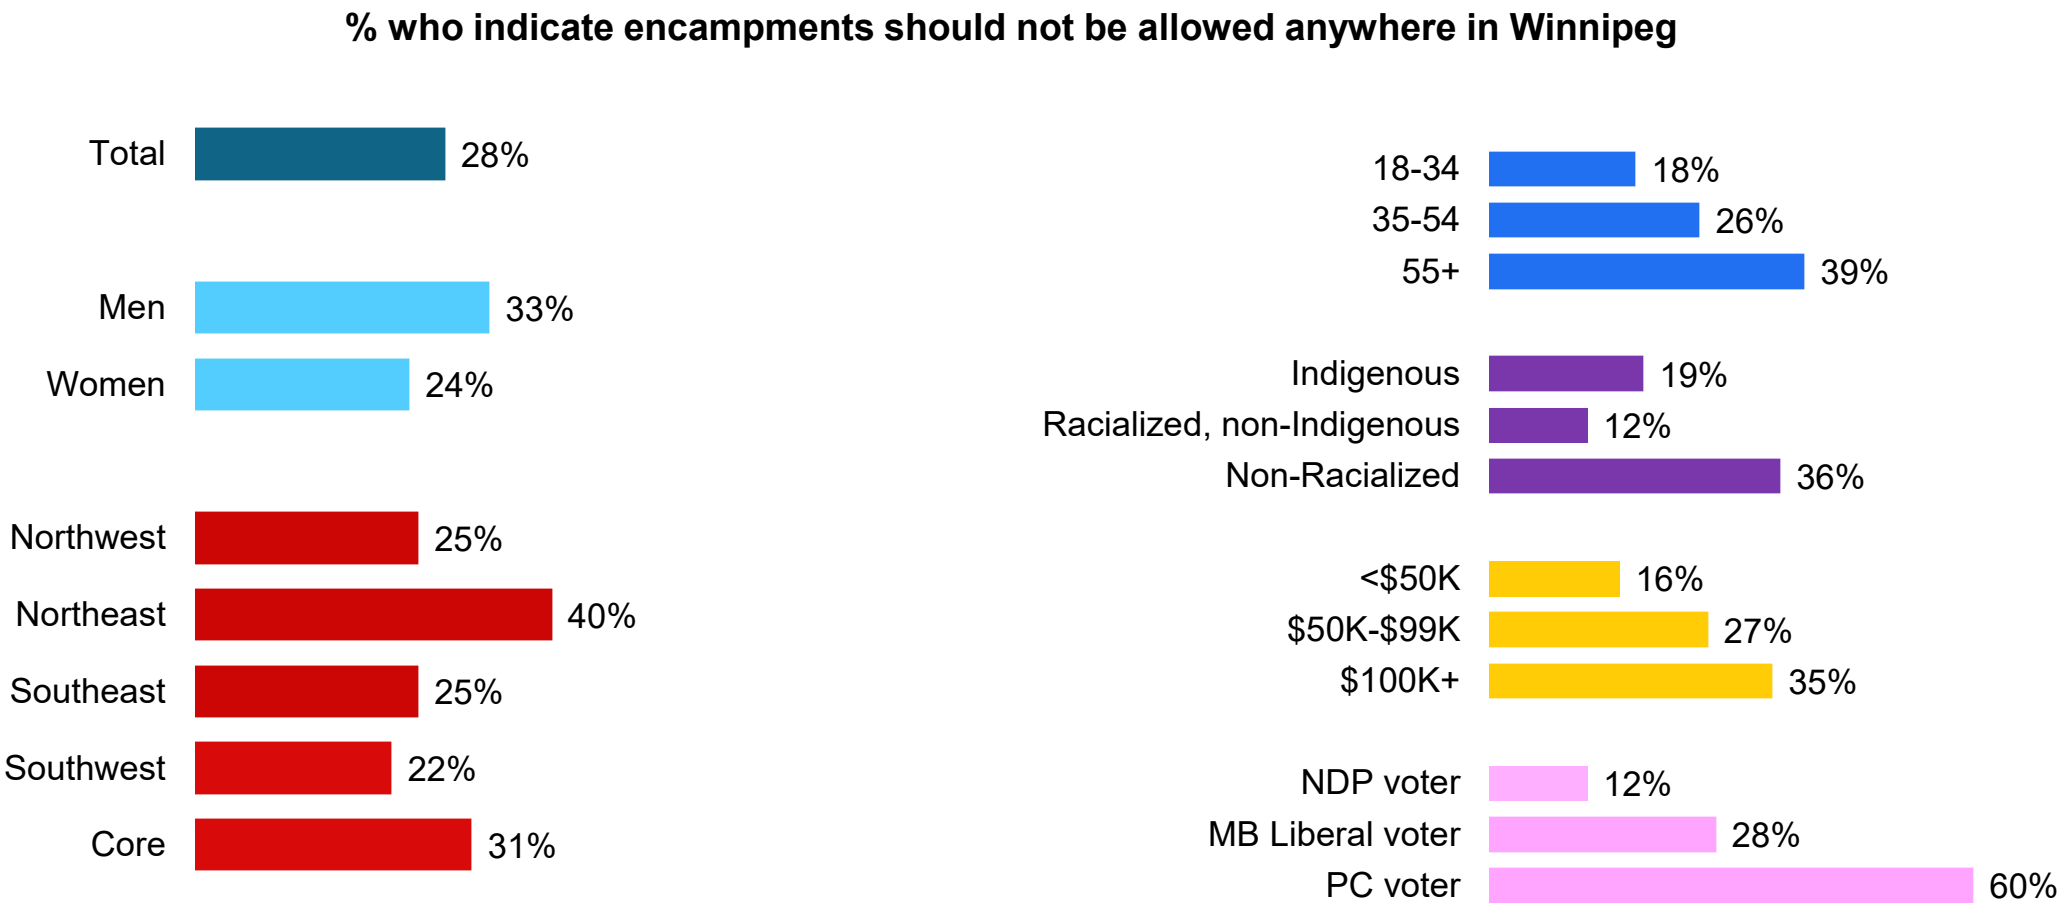 % who indicate encampments should not be allowed anywhere in Winnipeg
Total 28%
Men 33%
Women 24%
Northwest 25%
Northeast 40%
Southeast 25%
Southwest 22%
Core 31%
18-34 18%
35-54 26%
55+ 39%
Indigenous 19%
Racialized, non-Indigenous 12%
Non-Racialized 36%
<$50K 16%
$50K-$99K 27%
$100K+ 35%
NDP voter 12%
MB Liberal voter 28%
PC voter 60%